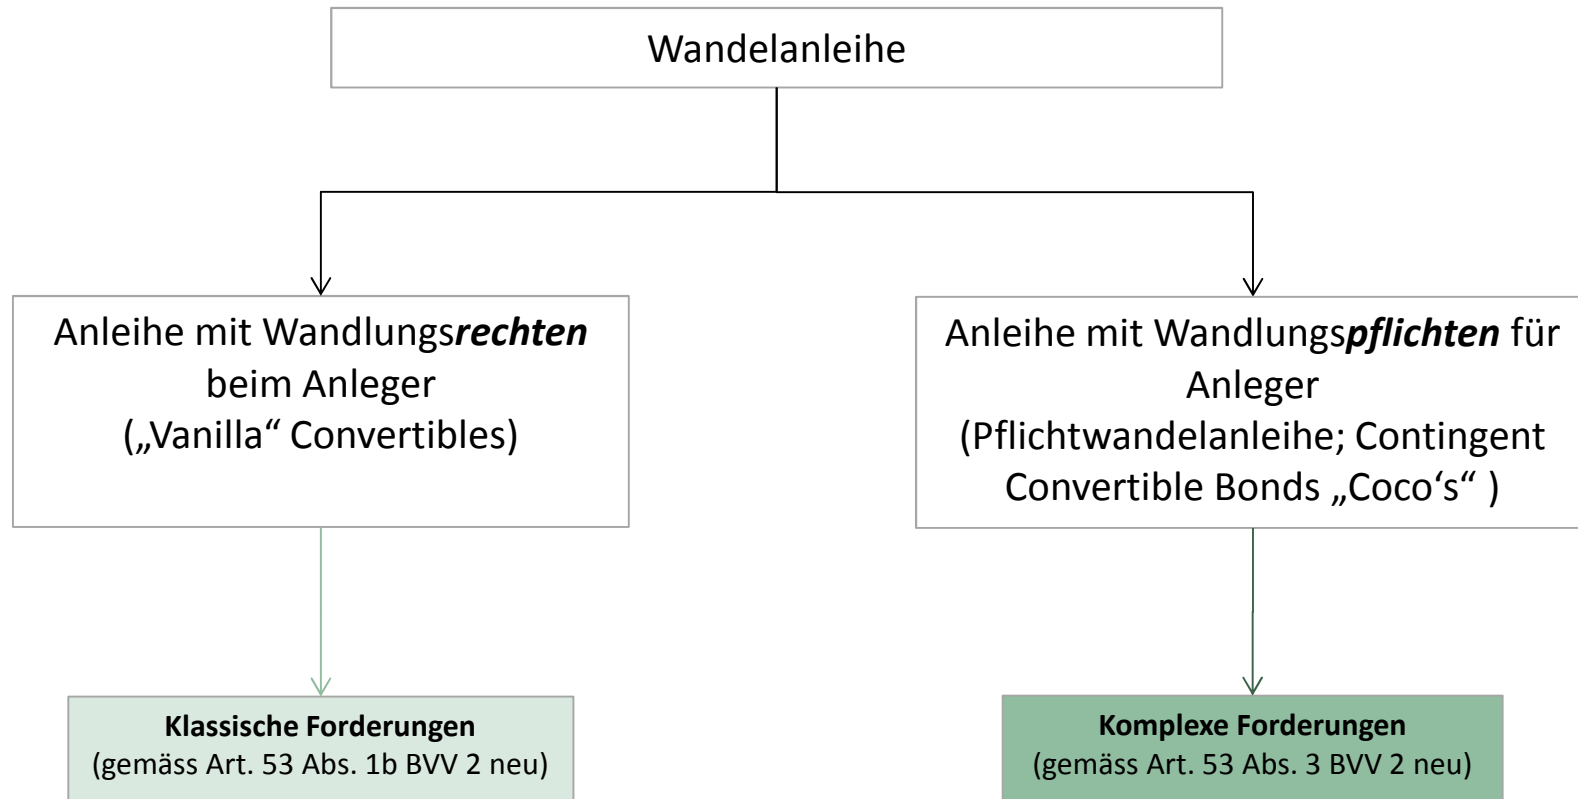 Wandelanleihe
Anleihe mit Wandlungsrechten
beim Anleger
(„Vanilla“ Convertibles)
Anleihe mit Wandlungspflichten für
Anleger
(Pflichtwandelanleihe; Contingent
Convertible Bonds „Coco‘s“ )
Klassische Forderungen
(gemäss Art. 53 Abs. 1b BVV 2 neu)
Komplexe Forderungen
(gemäss Art. 53 Abs. 3 BVV 2 neu)